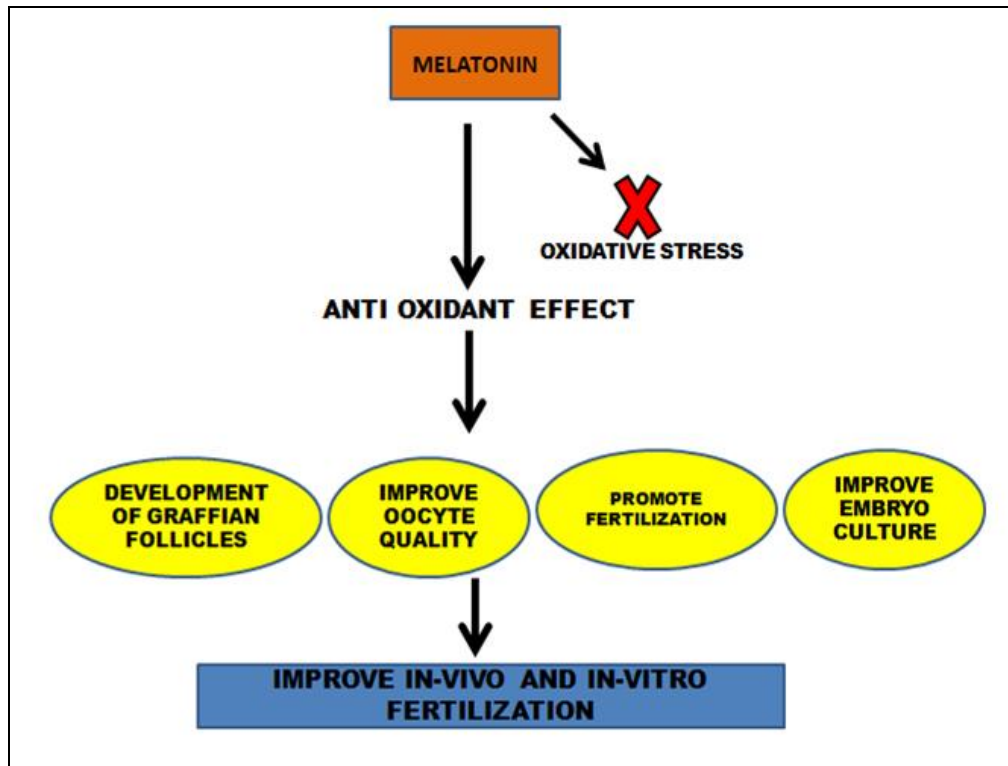 MELATONIN
OXIDATIVE STRESS
ANTI OXIDANT EFFECT
DEVELOPMENT
OF GRAFFIAN
FOLLICLES
IMPROVE
OOCYTE
QUALITY
PROMOTE
FERTILIZATION
IMPROVE
EMBRYO
CULTURE
IMPROVE IN-VIVO AND IN-VITRO
FERTILIZATION